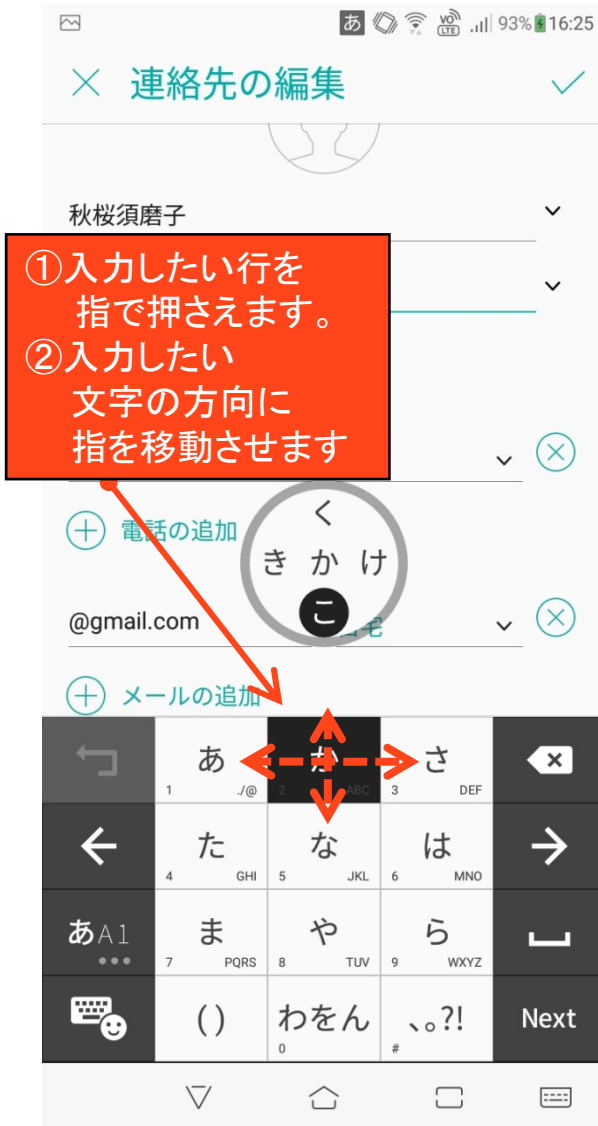 あ VO LTE 93% 16:25
連絡先の編集
秋桜須磨子
①入力したい行を
指で押さえます。
②入力したい
文字の方向に
指を移動させます
電話の追加
く
き か け
こ
@gmail.com
メールの追加
あ か さ
1 ./@ 2 ABC 3 DEF
た な は
4 GHI 5 JKL 6 MNO
あA1 ま や ら
7 PQRS 8 TUV 9 WXYZ
() わをん 、。?! Next
0 #